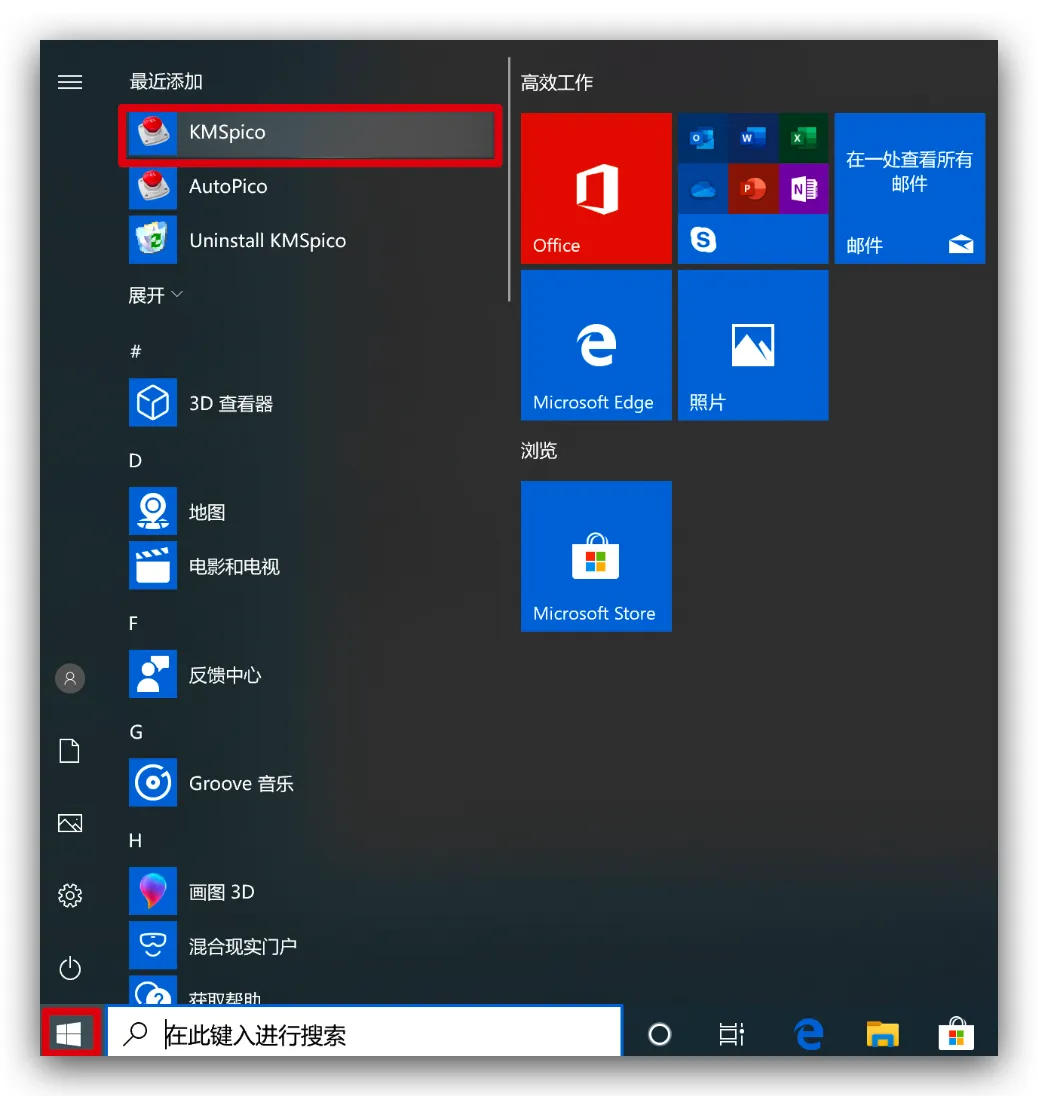 最近添加
KMSpico
AutoPico
Uninstall KMSpico
展开
#
3D 查看器
D
地图
电影和电视
F
反馈中心
G
Groove 音乐
H
画图 3D
混合现实门户
获取帮助
高效工作
Office
在一处查看所有
邮件
邮件
Microsoft Edge
照片
浏览
Microsoft Store
在此键入进行搜索